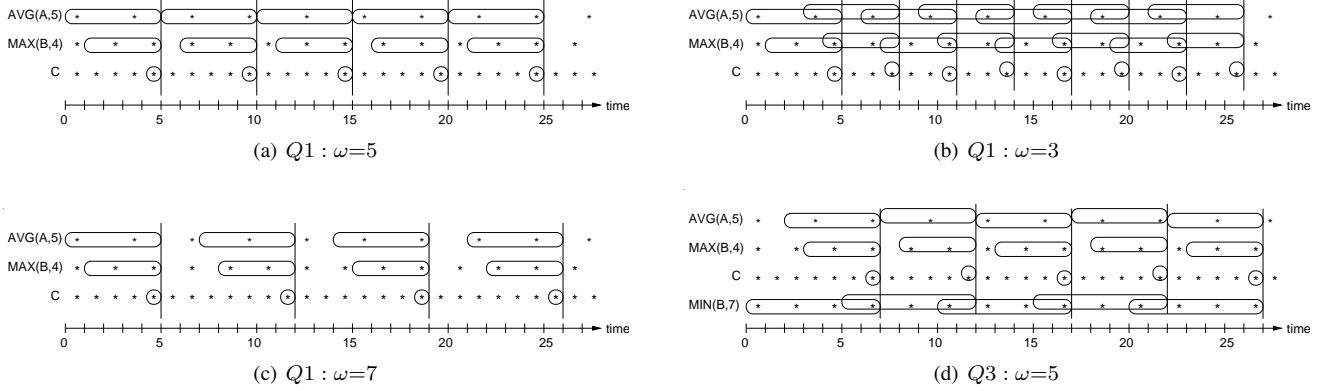 AVG(A,5)
MAX(B,4)
C
0 5 10 15 20 25 time
(a) Q1 : ω=5
AVG(A,5)
MAX(B,4)
C
0 5 10 15 20 25 time
(b) Q1 : ω=3
AVG(A,5)
MAX(B,4)
C
0 5 10 15 20 25 time
(c) Q1 : ω=7
AVG(A,5)
MAX(B,4)
C
MIN(B,7)
0 5 10 15 20 25 time
(d) Q3 : ω=5